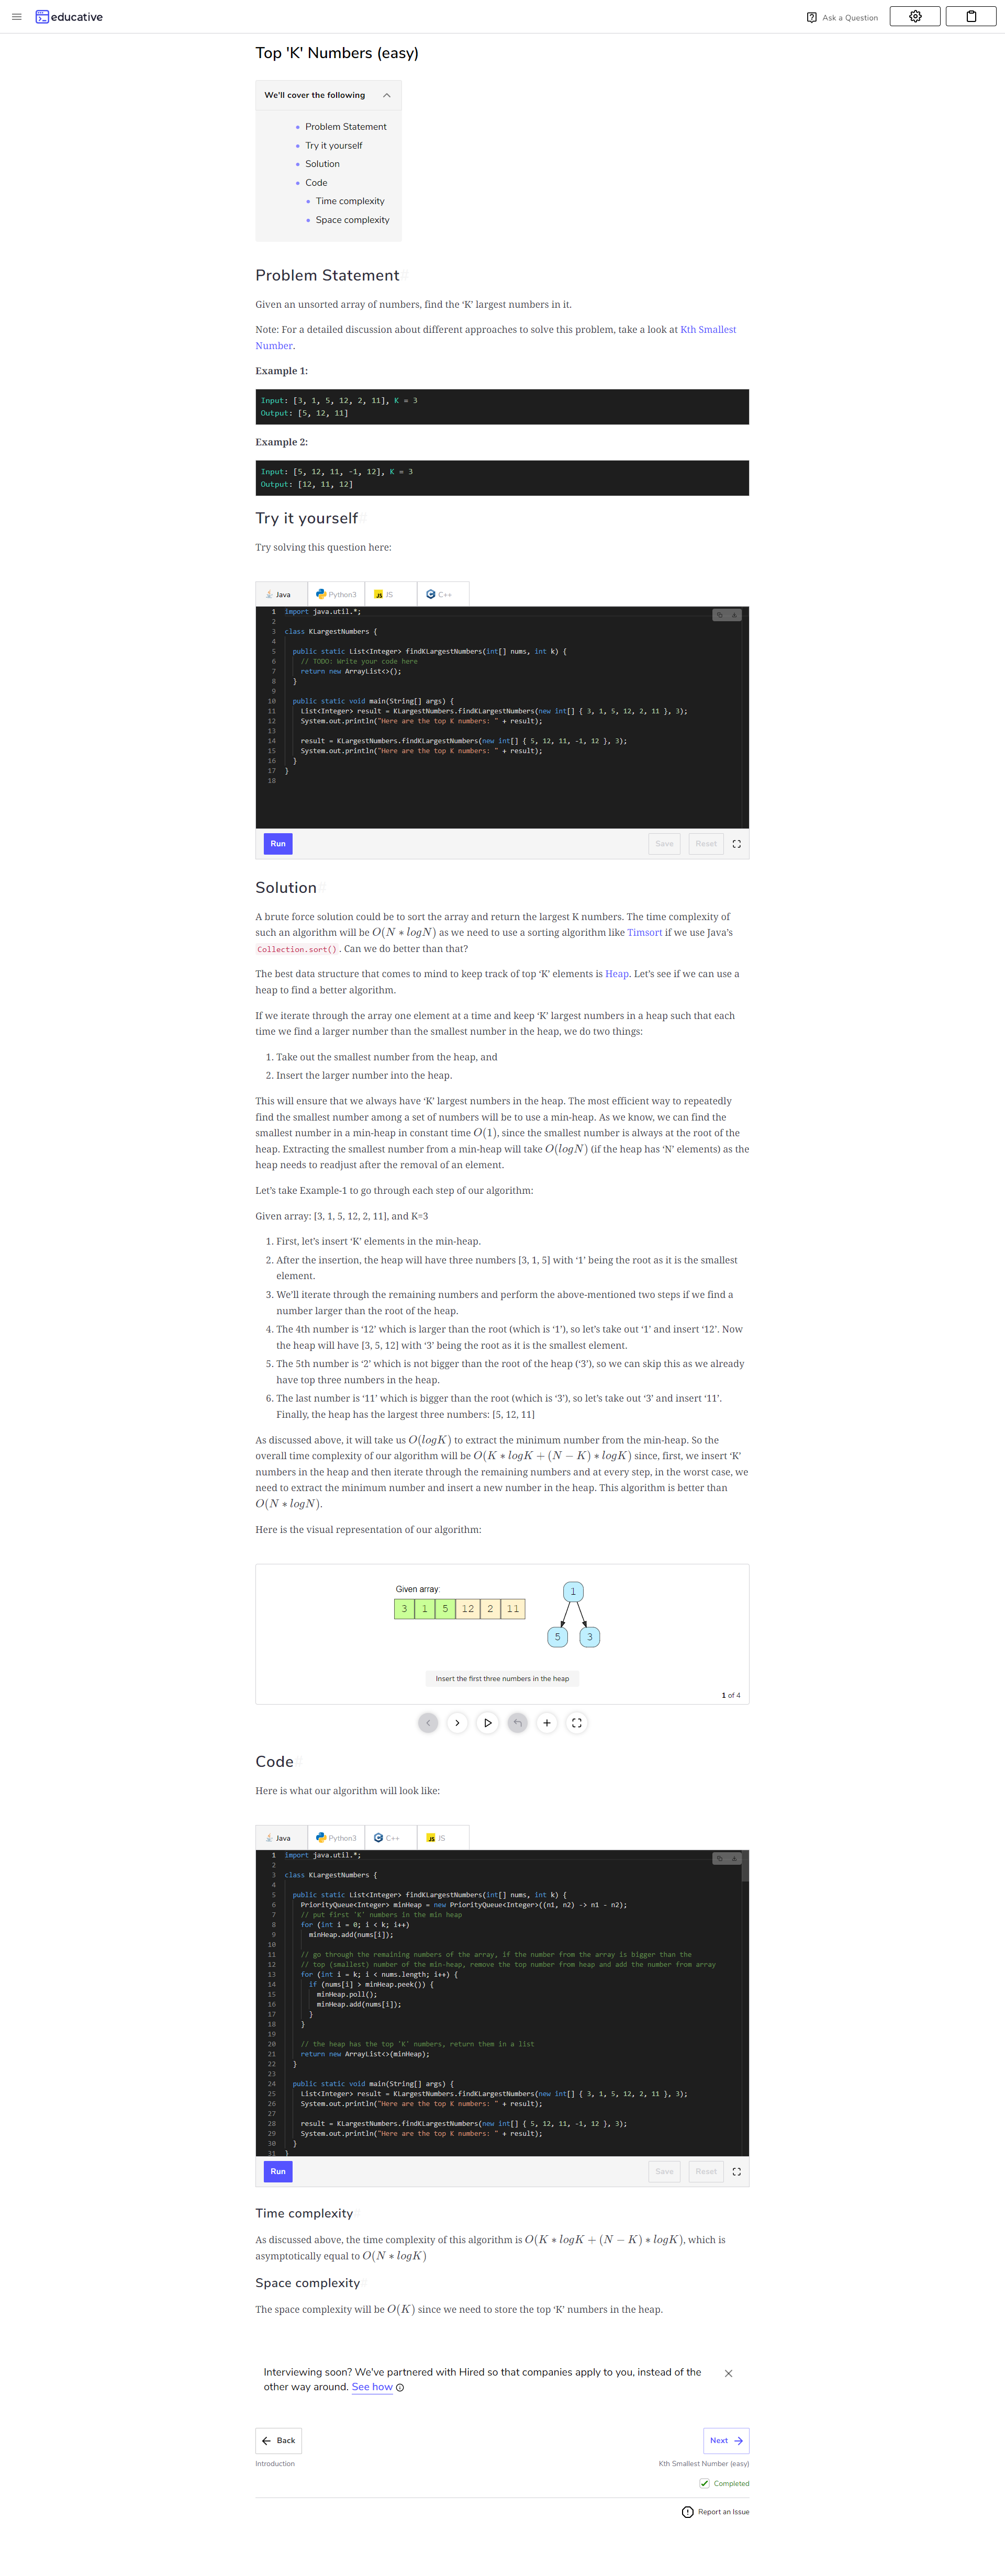 educative
Ask a Question
Top 'K' Numbers (easy)
We'll cover the following
Problem Statement
Try it yourself
Solution
Code
Time complexity
Space complexity
Problem Statement
Given an unsorted array of numbers, find the ‘K’ largest numbers in it.
Note: For a detailed discussion about different approaches to solve this problem, take a look at Kth Smallest
Number.
Example 1:
Input: [3, 1, 5, 12, 2, 11], K = 3
Output: [5, 12, 11]
Example 2:
Input: [5, 12, 11, -1, 12], K = 3
Output: [12, 11, 12]
Try it yourself
Try solving this question here:
Java Python3 JS C++
1 import java.util.*;
2
3 class KLargestNumbers {
4
5 public static List<Integer> findKLargestNumbers(int[] nums, int k) {
6 // TODO: Write your code here
7 return new ArrayList<>();
8 }
9
10 public static void main(String[] args) {
11 List<Integer> result = KLargestNumbers.findKLargestNumbers(new int[] { 3, 1, 5, 12, 2, 11 }, 3);
12 System.out.println("Here are the top K numbers: " + result);
13
14 result = KLargestNumbers.findKLargestNumbers(new int[] { 5, 12, 11, -1, 12 }, 3);
15 System.out.println("Here are the top K numbers: " + result);
16 }
17 }
18
Run Save Reset
Solution
A brute force solution could be to sort the array and return the largest K numbers. The time complexity of
such an algorithm will be O(N ∗ logN) as we need to use a sorting algorithm like Timsort if we use Java’s
Collection.sort(). Can we do better than that?
The best data structure that comes to mind to keep track of top ‘K’ elements is Heap. Let’s see if we can use a
heap to find a better algorithm.
If we iterate through the array one element at a time and keep ‘K’ largest numbers in a heap such that each
time we find a larger number than the smallest number in the heap, we do two things:
1. Take out the smallest number from the heap, and
2. Insert the larger number into the heap.
This will ensure that we always have ‘K’ largest numbers in the heap. The most efficient way to repeatedly
find the smallest number among a set of numbers will be to use a min-heap. As we know, we can find the
smallest number in a min-heap in constant time O(1), since the smallest number is always at the root of the
heap. Extracting the smallest number from a min-heap will take O(logN) (if the heap has ‘N’ elements) as the
heap needs to readjust after the removal of an element.
Let’s take Example-1 to go through each step of our algorithm:
Given array: [3, 1, 5, 12, 2, 11], and K=3
1. First, let’s insert ‘K’ elements in the min-heap.
2. After the insertion, the heap will have three numbers [3, 1, 5] with ‘1’ being the root as it is the smallest
element.
3. We’ll iterate through the remaining numbers and perform the above-mentioned two steps if we find a
number larger than the root of the heap.
4. The 4th number is ‘12’ which is larger than the root (which is ‘1’), so let’s take out ‘1’ and insert ‘12’. Now
the heap will have [3, 5, 12] with ‘3’ being the root as it is the smallest element.
5. The 5th number is ‘2’ which is not bigger than the root of the heap (‘3’), so we can skip this as we already
have top three numbers in the heap.
6. The last number is ‘11’ which is bigger than the root (which is ‘3’), so let’s take out ‘3’ and insert ‘11’.
Finally, the heap has the largest three numbers: [5, 12, 11]
As discussed above, it will take us O(logK) to extract the minimum number from the min-heap. So the
overall time complexity of our algorithm will be O(K ∗ logK + (N − K) ∗ logK) since, first, we insert ‘K’
numbers in the heap and then iterate through the remaining numbers and at every step, in the worst case, we
need to extract the minimum number and insert a new number in the heap. This algorithm is better than
O(N ∗ logN).
Here is the visual representation of our algorithm:
Given array:
3 1 5 12 2 11
1
5 3
Insert the first three numbers in the heap
1 of 4
Code
Here is what our algorithm will look like:
Java Python3 C++ JS
1 import java.util.*;
2
3 class KLargestNumbers {
4
5 public static List<Integer> findKLargestNumbers(int[] nums, int k) {
6 PriorityQueue<Integer> minHeap = new PriorityQueue<Integer>((n1, n2) -> n1 - n2);
7 // put first 'K' numbers in the min heap
8 for (int i = 0; i < k; i++)
9 minHeap.add(nums[i]);
10
11 // go through the remaining numbers of the array, if the number from the array is bigger than the
12 // top (smallest) number of the min-heap, remove the top number from heap and add the number from array
13 for (int i = k; i < nums.length; i++) {
14 if (nums[i] > minHeap.peek()) {
15 minHeap.poll();
16 minHeap.add(nums[i]);
17 }
18 }
19
20 // the heap has the top 'K' numbers, return them in a list
21 return new ArrayList<>(minHeap);
22 }
23
24 public static void main(String[] args) {
25 List<Integer> result = KLargestNumbers.findKLargestNumbers(new int[] { 3, 1, 5, 12, 2, 11 }, 3);
26 System.out.println("Here are the top K numbers: " + result);
27
28 result = KLargestNumbers.findKLargestNumbers(new int[] { 5, 12, 11, -1, 12 }, 3);
29 System.out.println("Here are the top K numbers: " + result);
30 }
31 }
Run Save Reset
Time complexity
As discussed above, the time complexity of this algorithm is O(K ∗ logK + (N − K) ∗ logK), which is
asymptotically equal to O(N ∗ logK)
Space complexity
The space complexity will be O(K) since we need to store the top ‘K’ numbers in the heap.
Interviewing soon? We've partnered with Hired so that companies apply to you, instead of the
other way around. See how
Back Next
Introduction Kth Smallest Number (easy)
Completed
Report an Issue